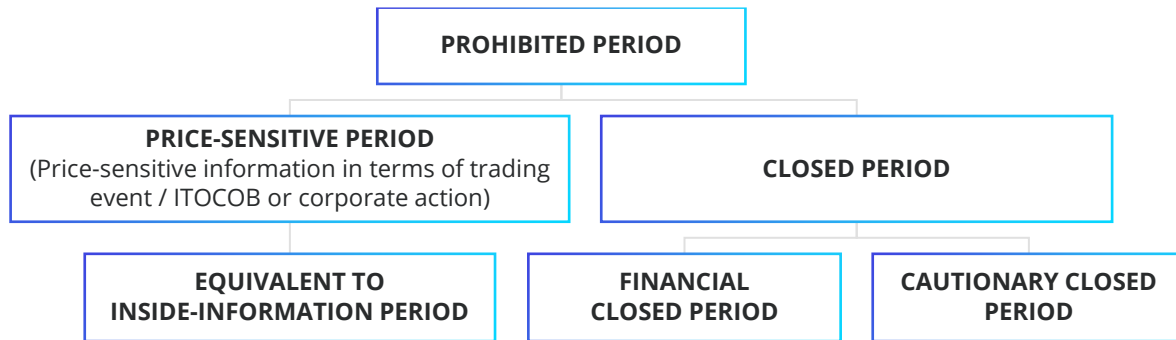 PROHIBITED PERIOD
PRICE-SENSITIVE PERIOD
(Price-sensitive information in terms of trading
event / ITOCOB or corporate action)
CLOSED PERIOD
EQUIVALENT TO
INSIDE-INFORMATION PERIOD
FINANCIAL
CLOSED PERIOD
CAUTIONARY CLOSED
PERIOD